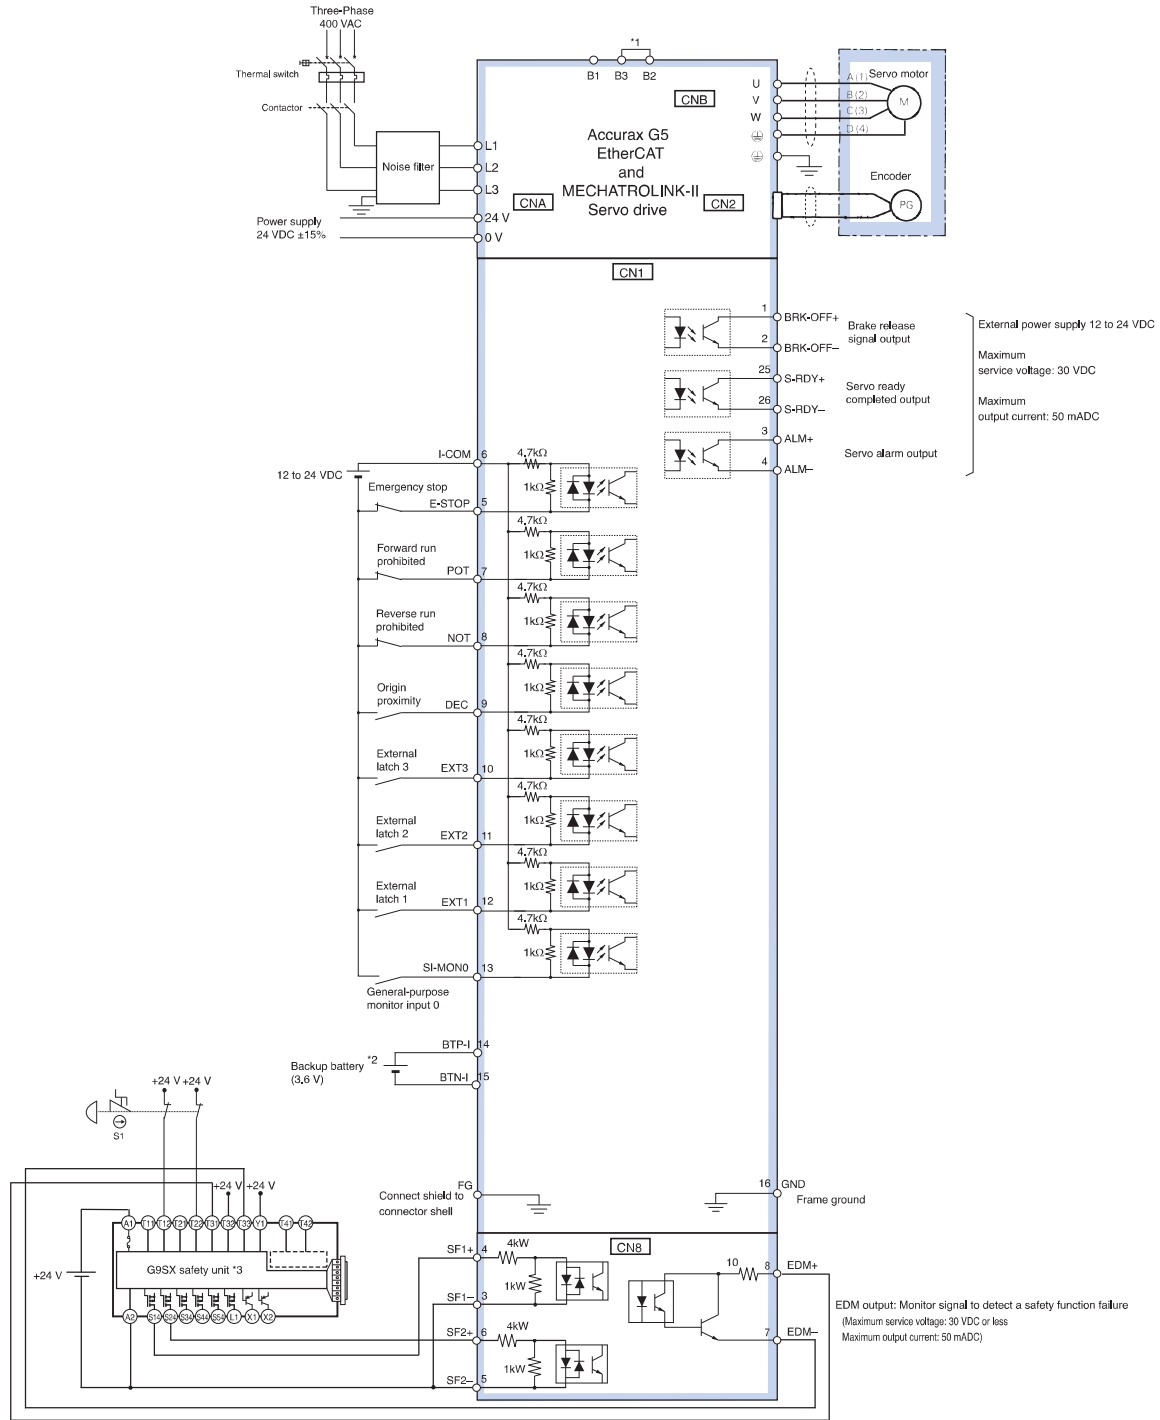 Three-Phase
400 VAC
Thermal switch
Contactor
Noise filter
L1
L2
L3
24 V
0 V
Power supply
24 VDC ±15%
*1
B1 B3 B2
CNB
Accurax G5
EtherCAT
and
MECHATROLINK-II
Servo drive
CNA
CN2
U
V
W
A (1)
B (2)
C (3)
D (4)
Servo motor
M
Encoder
PG
CN1
1
BRK-OFF+
2
BRK-OFF–
Brake release
signal output
25
S-RDY+
26
S-RDY–
Servo ready
completed output
3
ALM+
4
ALM–
Servo alarm output
External power supply 12 to 24 VDC
Maximum
service voltage: 30 VDC
Maximum
output current: 50 mADC
12 to 24 VDC
I-COM 6
4.7kΩ
1kΩ
Emergency stop
E-STOP 5
4.7kΩ
1kΩ
Forward run
prohibited
POT 7
4.7kΩ
1kΩ
Reverse run
prohibited
NOT 8
4.7kΩ
1kΩ
Origin
proximity
DEC 9
4.7kΩ
1kΩ
External
latch 3
EXT3 10
4.7kΩ
1kΩ
External
latch 2
EXT2 11
4.7kΩ
1kΩ
External
latch 1
EXT1 12
4.7kΩ
1kΩ
SI-MON0 13
General-purpose
monitor input 0
BTP-I 14
Backup battery *2
(3.6 V)
BTN-I 15
+24 V +24 V
S1
FG
Connect shield to
connector shell
16 GND
Frame ground
+24 V +24 V
A1 T11 T12 T21 T22 T31 T32 T33 Y1 T41 T42
G9SX safety unit *3
+24 V
A2 S14 S24 S34 S44 S54 L1 X1 X2
CN8
SF1+ 4
4kW
1kW
SF1– 3
SF2+ 6
4kW
1kW
SF2– 5
10
8 EDM+
7 EDM–
EDM output: Monitor signal to detect a safety function failure
(Maximum service voltage: 30 VDC or less
Maximum output current: 50 mADC)